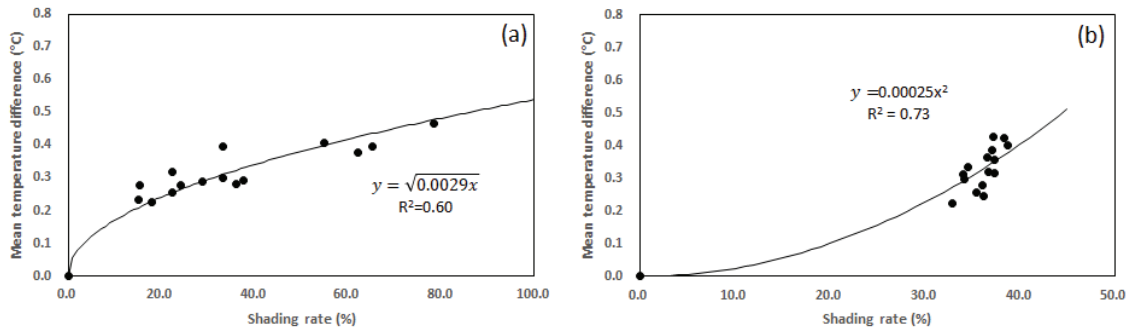 (a)
Mean temperature difference (°C)
0.8
0.7
0.6
0.5
0.4
0.3
0.2
0.1
0.0
y = √0.0029x
R²=0.60
0.0 20.0 40.0 60.0 80.0 100.0
Shading rate (%)
(b)
Mean temperature difference (°C)
0.8
0.7
0.6
0.5
0.4
0.3
0.2
0.1
0.0
y =0.00025x²
R² = 0.73
0.0 10.0 20.0 30.0 40.0 50.0
Shading rate (%)